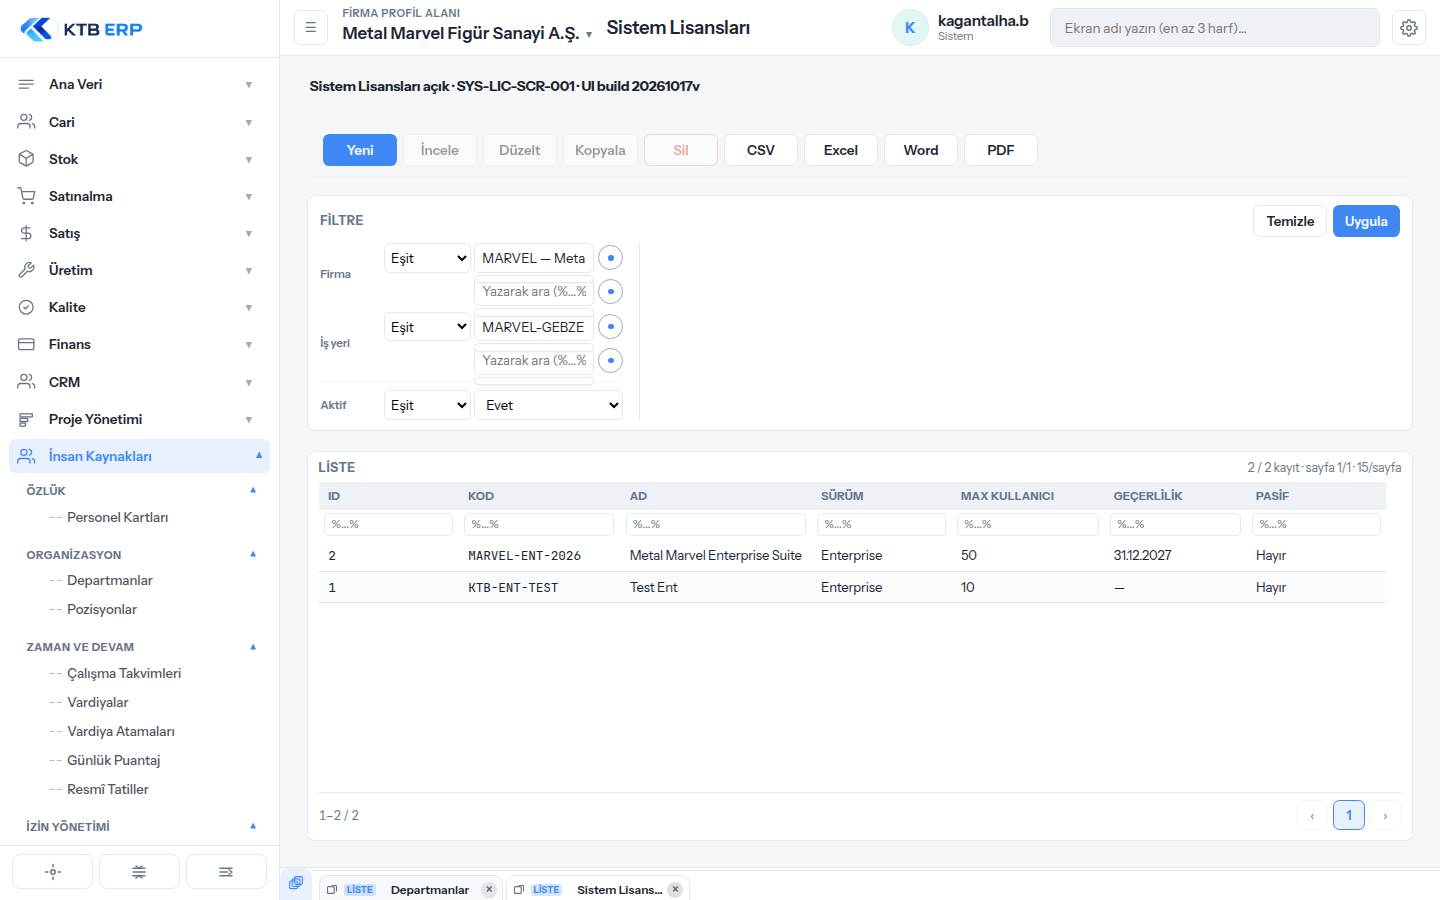 KTB ERP
FİRMA PROFİL ALANI
Metal Marvel Figür Sanayi A.Ş. ▾
Sistem Lisansları
K
kagantalha.b
Sistem
Ekran adı yazın (en az 3 harf)...
Ana Veri
Cari
Stok
Satınalma
Satış
Üretim
Kalite
Finans
CRM
Proje Yönetimi
İnsan Kaynakları
ÖZLÜK
Personel Kartları
ORGANİZASYON
Departmanlar
Pozisyonlar
ZAMAN VE DEVAM
Çalışma Takvimleri
Vardiyalar
Vardiya Atamaları
Günlük Puantaj
Resmî Tatiller
İZİN YÖNETİMİ
Sistem Lisansları açık · SYS-LIC-SCR-001 · UI build 20261017v
Yeni İncele Düzelt Kopyala Sil CSV Excel Word PDF
FİLTRE
Temizle Uygula
Firma Eşit MARVEL — Meta
Yazarak ara (%...%
İş yeri Eşit MARVEL-GEBZE
Yazarak ara (%...%
Aktif Eşit Evet
LİSTE
2 / 2 kayıt · sayfa 1/1 · 15/sayfa
ID KOD AD SÜRÜM MAX KULLANICI GEÇERLİLİK PASİF
%...% %...% %...% %...% %...% %...% %...%
2 MARVEL-ENT-2026 Metal Marvel Enterprise Suite Enterprise 50 31.12.2027 Hayır
1 KTB-ENT-TEST Test Ent Enterprise 10 — Hayır
1–2 / 2
‹ 1 ›
LİSTE Departmanlar ×
LİSTE Sistem Lisans... ×